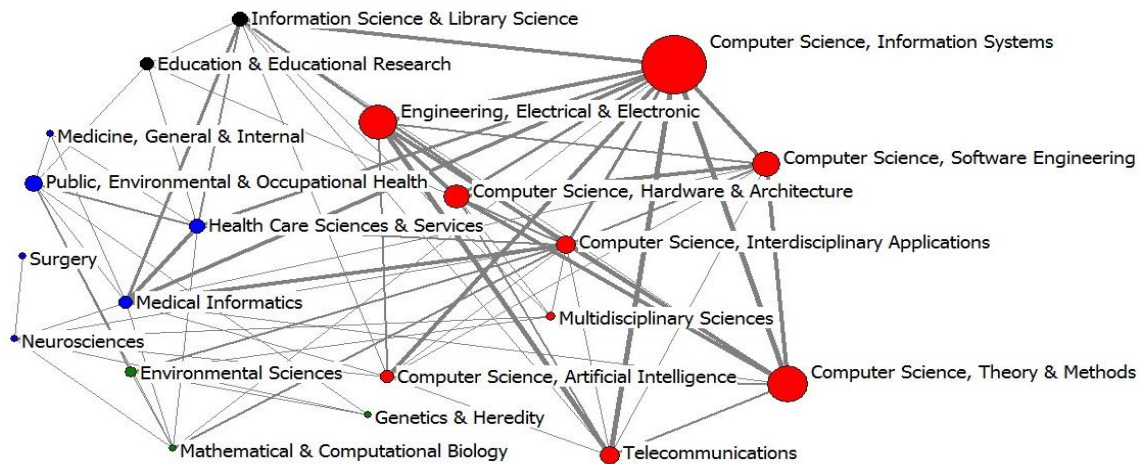 Information Science & Library Science
Computer Science, Information Systems
Education & Educational Research
Engineering, Electrical & Electronic
Medicine, General & Internal
Computer Science, Software Engineering
Public, Environmental & Occupational Health
Computer Science, Hardware & Architecture
Health Care Sciences & Services
Computer Science, Interdisciplinary Applications
Surgery
Medical Informatics
Multidisciplinary Sciences
Neurosciences
Environmental Sciences
Computer Science, Artificial Intelligence
Computer Science, Theory & Methods
Genetics & Heredity
Mathematical & Computational Biology
Telecommunications